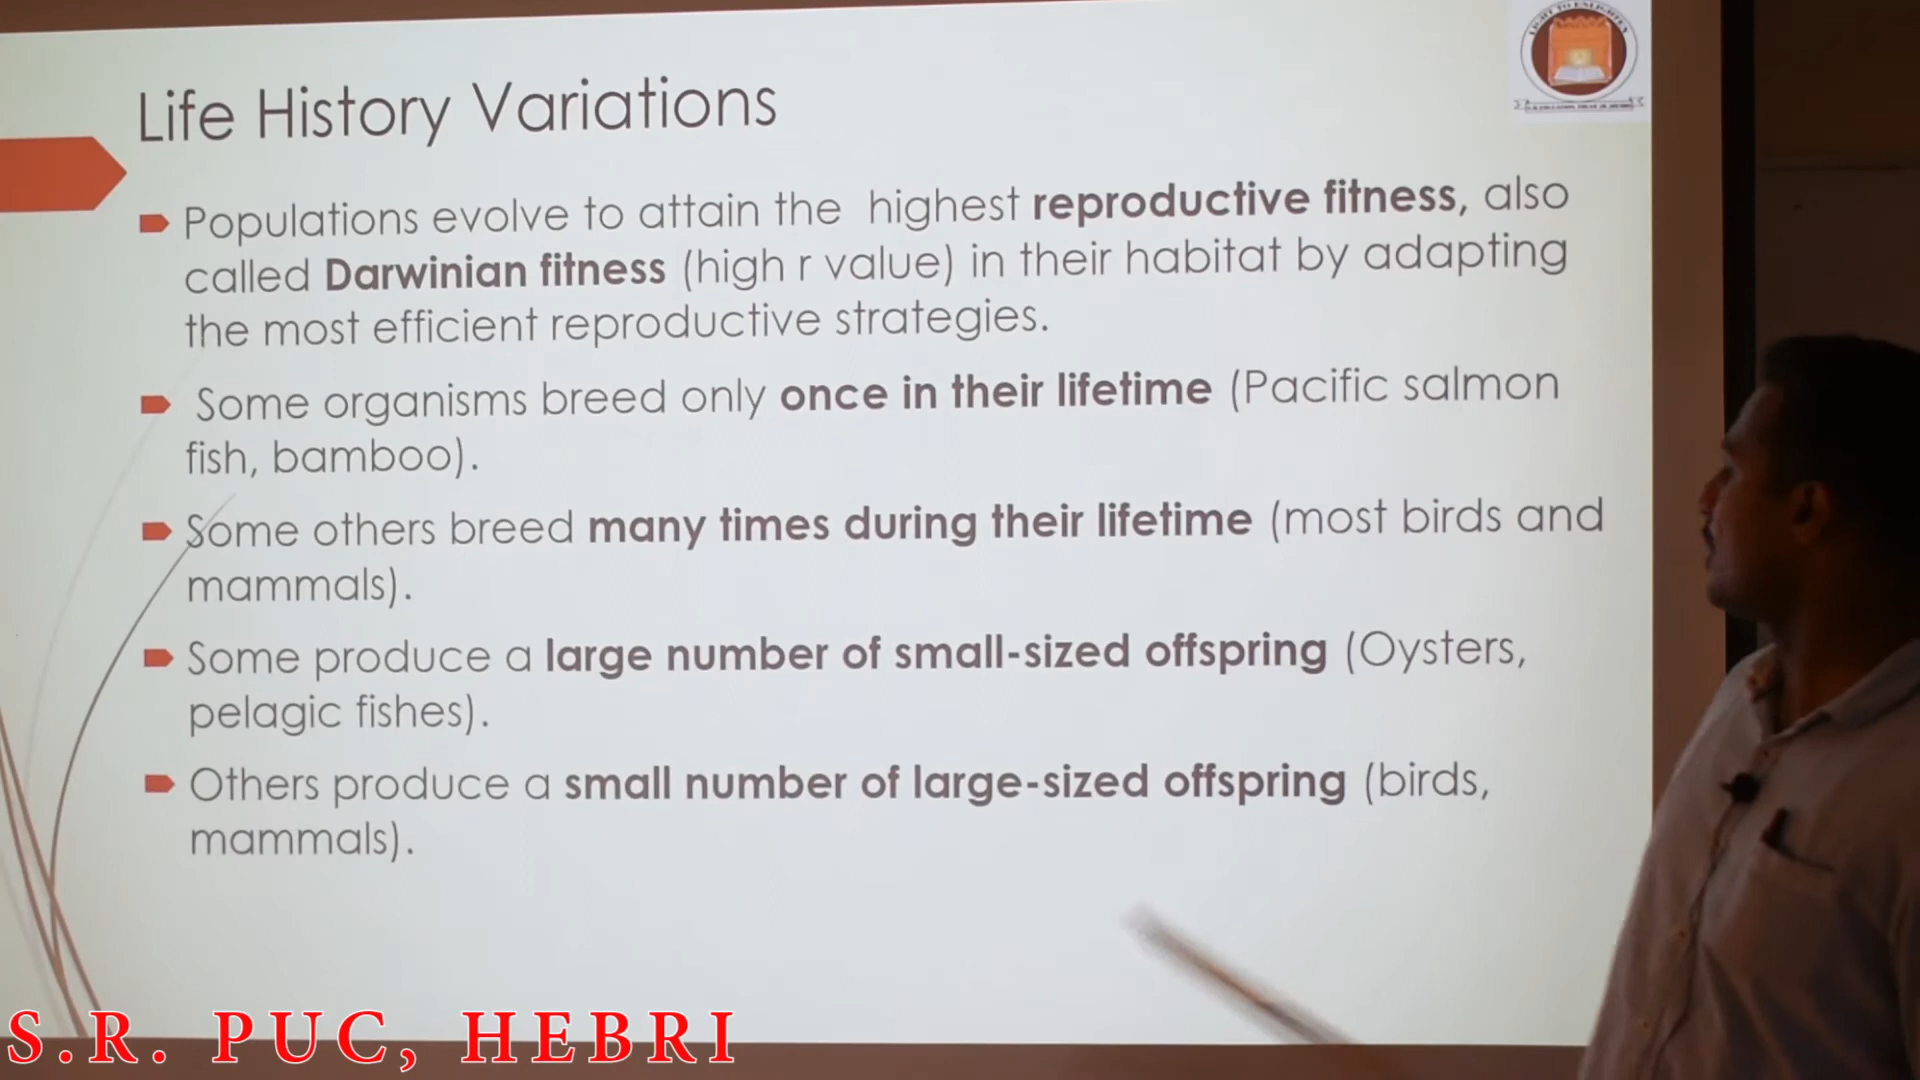 Life History Variations
Populations evolve to attain the highest reproductive fitness, also
called Darwinian fitness (high r value) in their habitat by adapting
the most efficient reproductive strategies.
Some organisms breed only once in their lifetime (Pacific salmon
fish, bamboo).
Some others breed many times during their lifetime (most birds and
mammals).
Some produce a large number of small-sized offspring (Oysters,
pelagic fishes).
Others produce a small number of large-sized offspring (birds,
mammals).
S.R. PUC, HEBRI